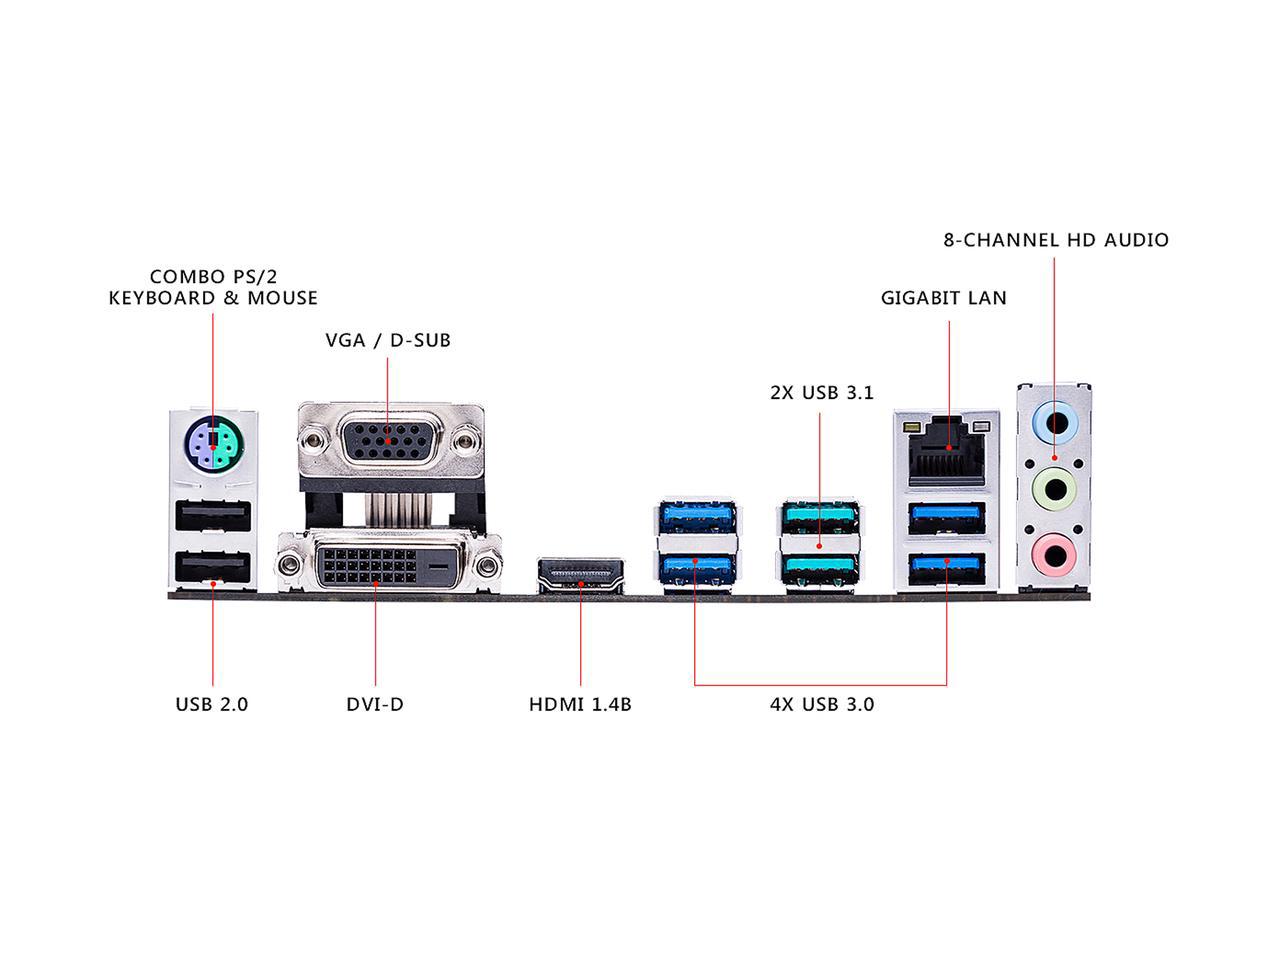 8-CHANNEL HD AUDIO
COMBO PS/2
KEYBOARD & MOUSE
GIGABIT LAN
VGA / D-SUB
2X USB 3.1
USB 2.0
DVI-D
HDMI 1.4B
4X USB 3.0